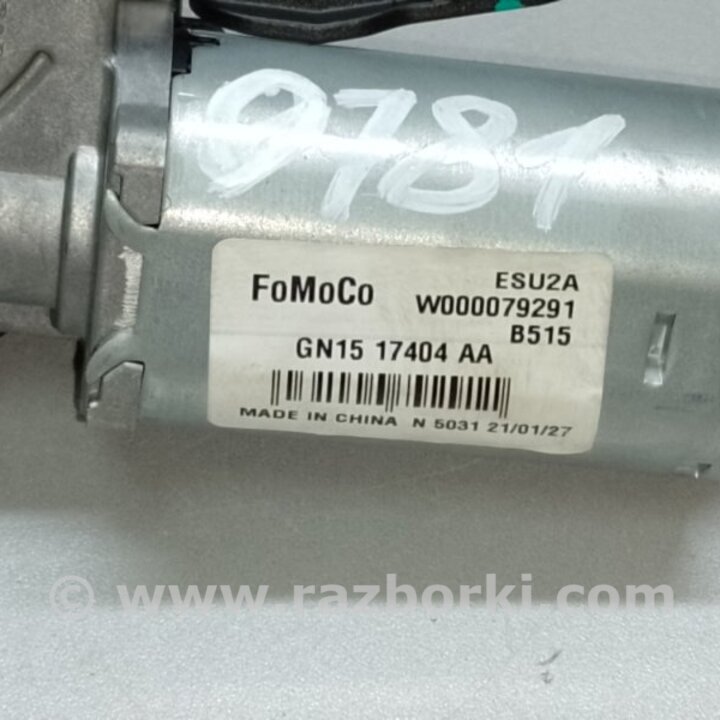 9781
FoMoCo
ESU2A
W000079291
B515
GN15 17404 AA
MADE IN CHINA N 5031 21/01/27
© www.razborki.com